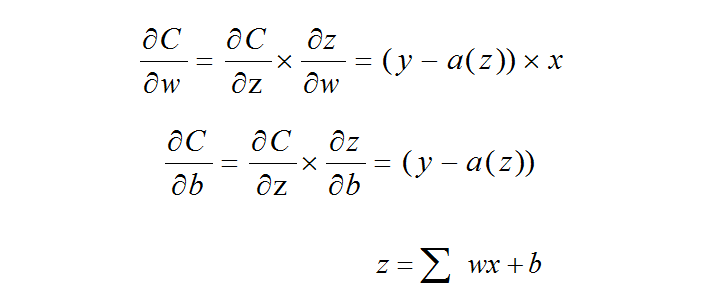 ∂C/∂w = ∂C/∂z × ∂z/∂w = (y − a(z)) × x
∂C/∂b = ∂C/∂z × ∂z/∂b = (y − a(z))
z = ∑ wx + b